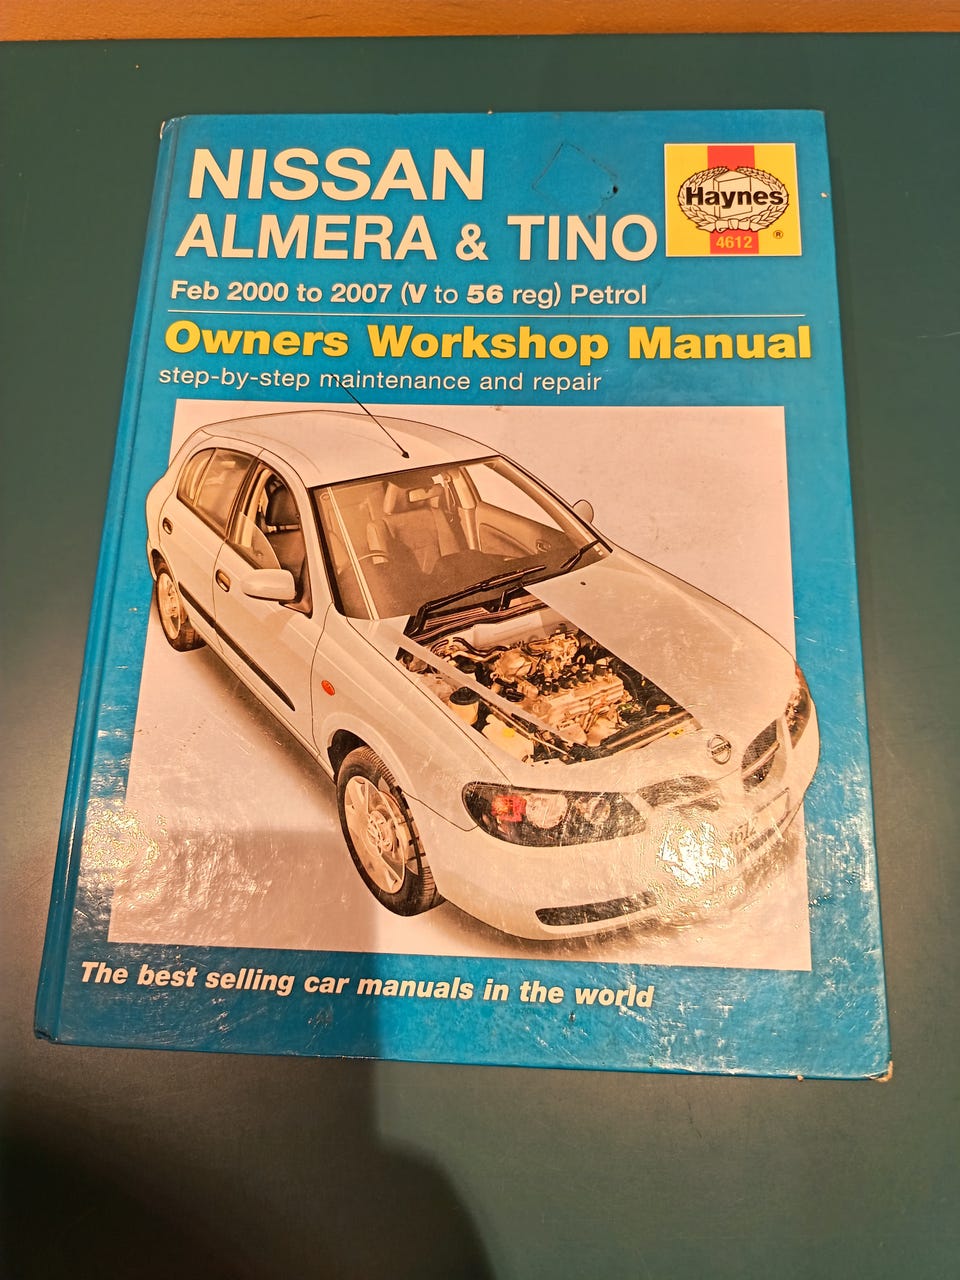 NISSAN
ALMERA & TINO
Haynes
4612
®
Feb 2000 to 2007 (V to 56 reg) Petrol
Owners Workshop Manual
step-by-step maintenance and repair
4612
The best selling car manuals in the world